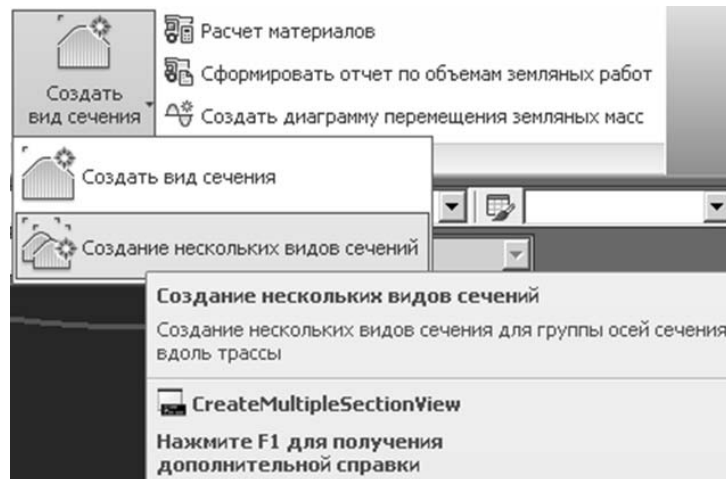 Создать
вид сечения
Расчет материалов
Сформировать отчет по объемам земляных работ
Создать диаграмму перемещения земляных масс
Создать вид сечения
Создание нескольких видов сечений
Создание нескольких видов сечений
Создание нескольких видов сечения для группы осей сечения
вдоль трассы
CreateMultipleSectionView
Нажмите F1 для получения
дополнительной справки